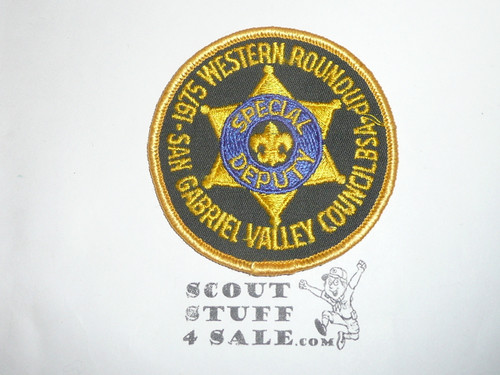 1975 WESTERN ROUNDUP
SAN GABRIEL VALLEY COUNCIL BSA
SPECIAL
DEPUTY
SCOUT
STUFF
4 SALE.COM